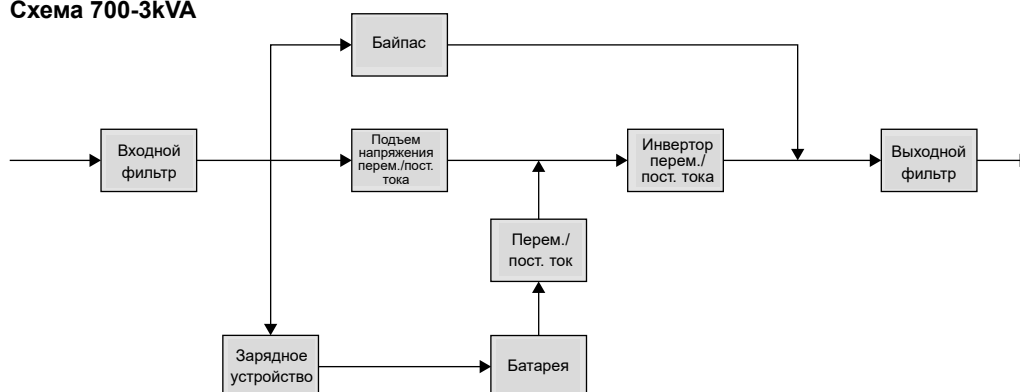 Схема 700-3kVA
Байпас
Входной
фильтр
Подъем
напряжения
перем./пост.
тока
Инвертор
перем./
пост. тока
Выходной
фильтр
Перем./
пост. ток
Зарядное
устройство
Батарея